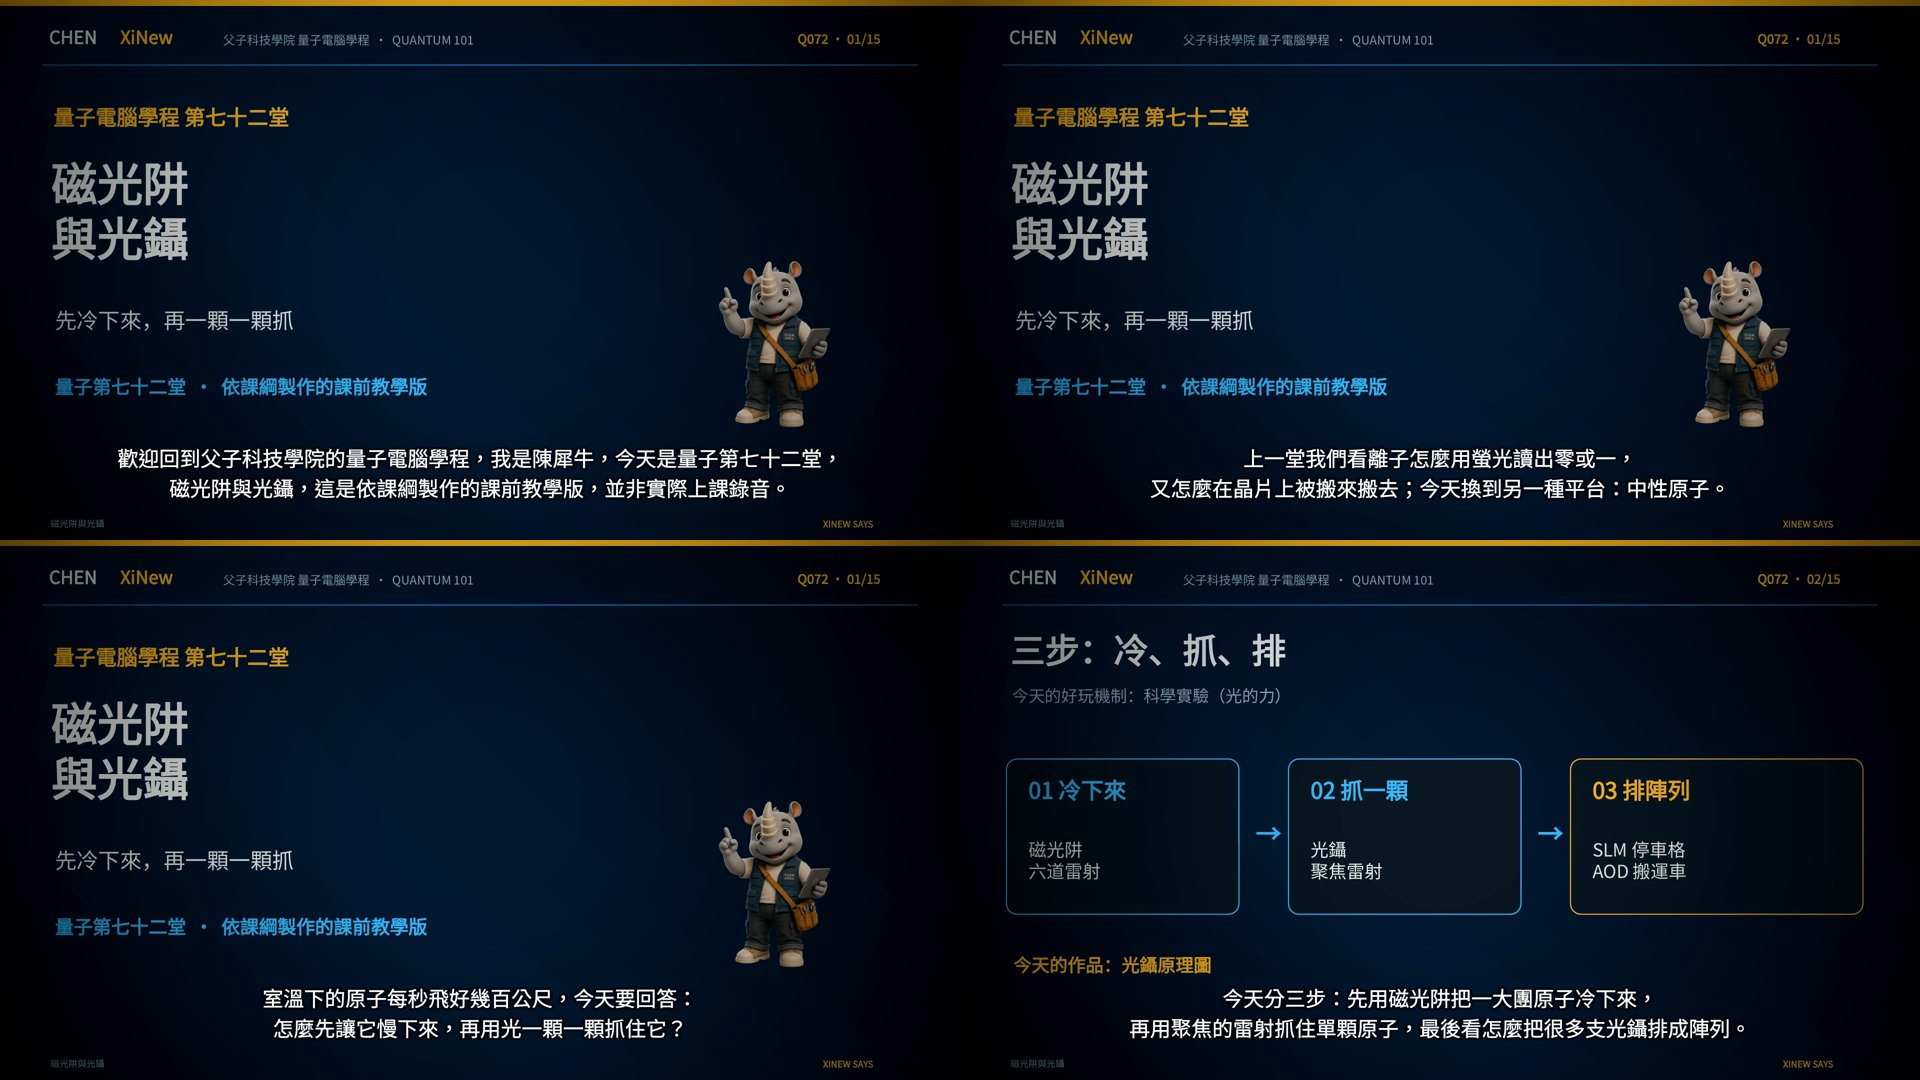 CHEN XiNew 父子科技學院 量子電腦學程 · QUANTUM 101 Q072 · 01/15
量子電腦學程 第七十二堂
磁光阱
與光鑷
先冷下來，再一顆一顆抓
量子第七十二堂 · 依課綱製作的課前教學版
歡迎回到父子科技學院的量子電腦學程，我是陳犀牛，今天是量子第七十二堂，
磁光阱與光鑷，這是依課綱製作的課前教學版，並非實際上課錄音。
磁光阱與光鑷 XINEW SAYS
CHEN XiNew 父子科技學院 量子電腦學程 · QUANTUM 101 Q072 · 01/15
量子電腦學程 第七十二堂
磁光阱
與光鑷
先冷下來，再一顆一顆抓
量子第七十二堂 · 依課綱製作的課前教學版
上一堂我們看離子怎麼用螢光讀出零或一，
又怎麼在晶片上被搬來搬去；今天換到另一種平台：中性原子。
磁光阱與光鑷 XINEW SAYS
CHEN XiNew 父子科技學院 量子電腦學程 · QUANTUM 101 Q072 · 01/15
量子電腦學程 第七十二堂
磁光阱
與光鑷
先冷下來，再一顆一顆抓
量子第七十二堂 · 依課綱製作的課前教學版
室溫下的原子每秒飛好幾百公尺，今天要回答：
怎麼先讓它慢下來，再用光一顆一顆抓住它？
磁光阱與光鑷 XINEW SAYS
CHEN XiNew 父子科技學院 量子電腦學程 · QUANTUM 101 Q072 · 02/15
三步：冷、抓、排
今天的好玩機制：科學實驗（光的力）
01 冷下來
磁光阱
六道雷射
→
02 抓一顆
光鑷
聚焦雷射
→
03 排陣列
SLM 停車格
AOD 搬運車
今天的作品：光鑷原理圖
今天分三步：先用磁光阱把一大團原子冷下來，
再用聚焦的雷射抓住單顆原子，最後看怎麼把很多支光鑷排成陣列。
磁光阱與光鑷 XINEW SAYS